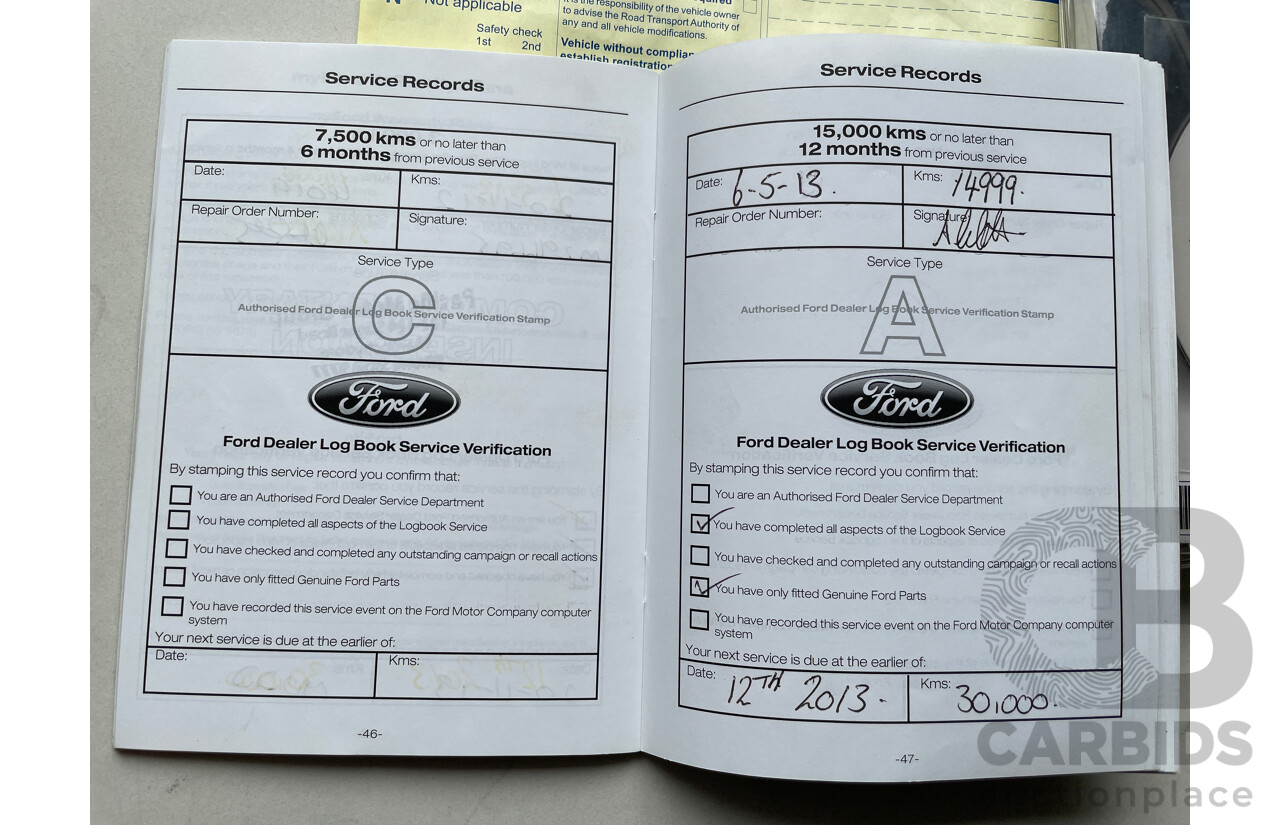 Not applicable
Safety check
1st 2nd
is the responsibility of the vehicle owner
to advise the Road Transport Authority of
any and all vehicle modifications.
Vehicle without complian
establish registration
Service Records
7,500 kms or no later than
6 months from previous service
Date:
Kms:
Repair Order Number:
Signature:
Service Type
C
Authorised Ford Dealer Log Book Service Verification Stamp
Ford
Ford Dealer Log Book Service Verification
By stamping this service record you confirm that:
You are an Authorised Ford Dealer Service Department
You have completed all aspects of the Logbook Service
You have checked and completed any outstanding campaign or recall actions
You have only fitted Genuine Ford Parts
You have recorded this service event on the Ford Motor Company computer
system
Your next service is due at the earlier of:
Date:
Kms:
-46-
Service Records
15,000 kms or no later than
12 months from previous service
Date: 6-5-13.
Kms: 14999.
Repair Order Number:
Signature:
Service Type
A
Authorised Ford Dealer Log Book Service Verification Stamp
Ford
Ford Dealer Log Book Service Verification
By stamping this service record you confirm that:
You are an Authorised Ford Dealer Service Department
You have completed all aspects of the Logbook Service
You have checked and completed any outstanding campaign or recall actions
You have only fitted Genuine Ford Parts
You have recorded this service event on the Ford Motor Company computer
system
Your next service is due at the earlier of:
Date: 12TH 2013.
Kms: 30,000.
-47-
CB
CARBIDS
auctionplace